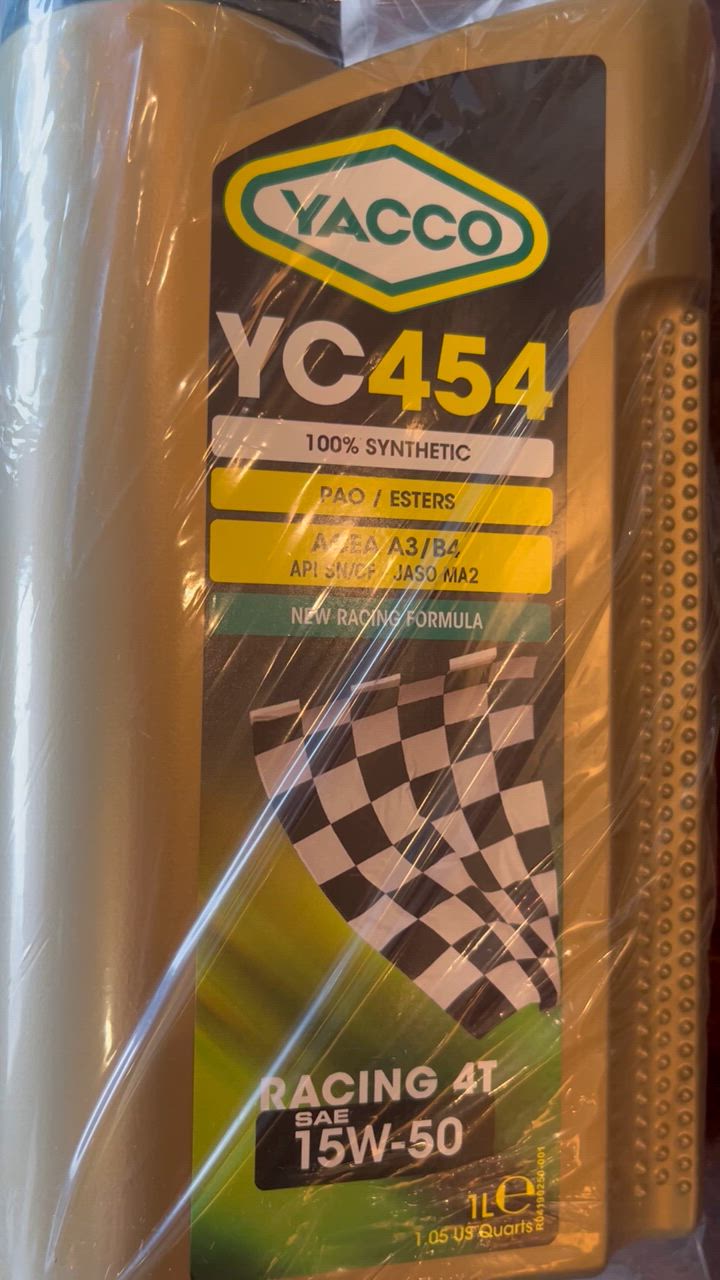 YACCO
YC454
100% SYNTHETIC
PAO / ESTERS
ACEA A3/B4
API SN/CF - JASO MA2
NEW RACING FORMULA
RACING 4T
SAE
15W-50
1L e
1.05 US Quarts